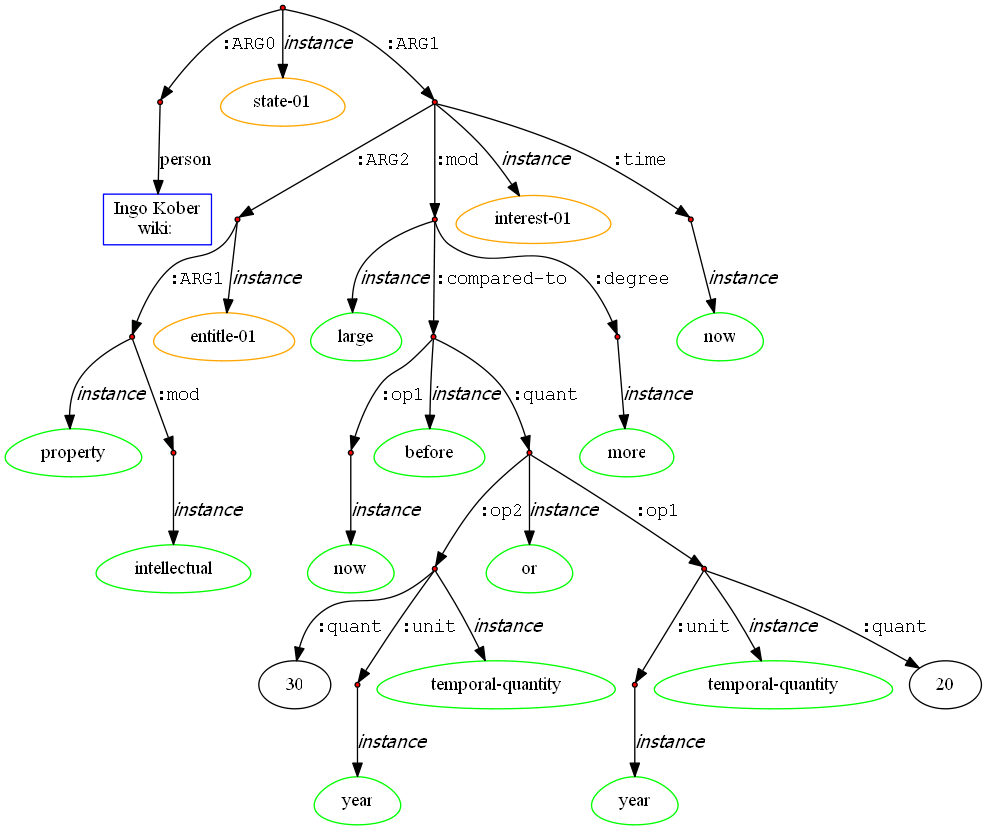 :ARG0 instance :ARG1
state-01
person :ARG2 :mod instance :time
Ingo Kober
wiki:
interest-01
:ARG1 instance instance :compared-to :degree instance
entitle-01 large now
instance :mod :op1 instance :quant instance
property before more
instance instance :op2 instance :op1
intellectual now or
:quant :unit instance :unit instance :quant
30 temporal-quantity temporal-quantity 20
instance instance
year year